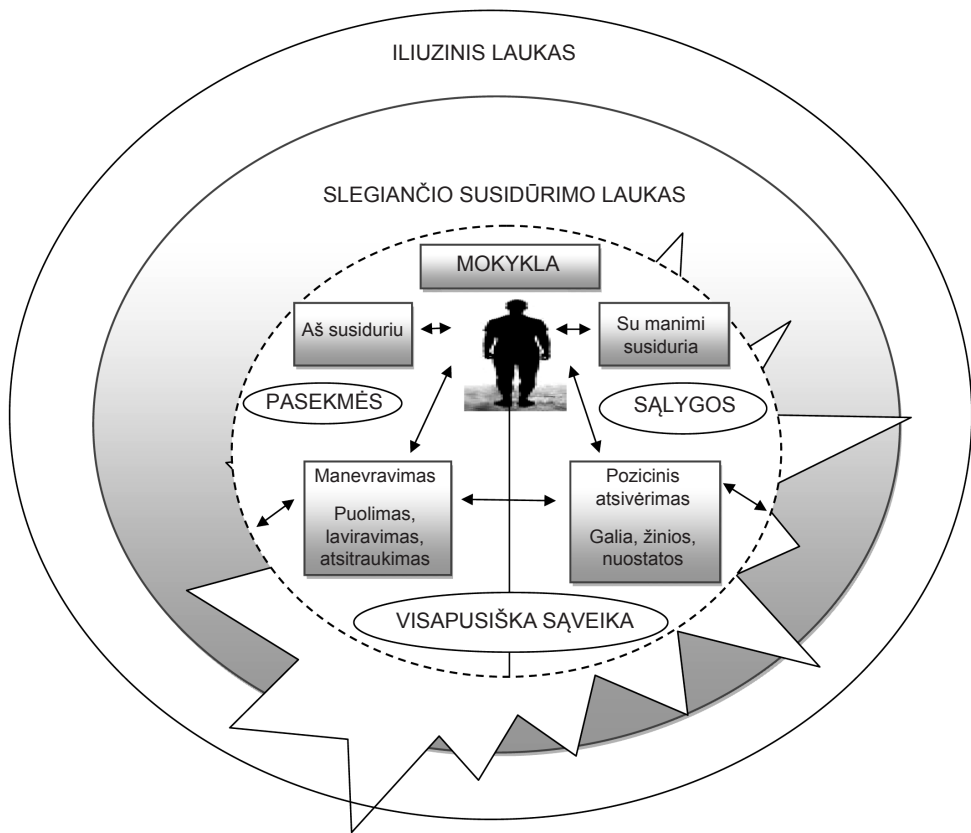 ILIUZINIS LAUKAS
SLEGIANČIO SUSIDŪRIMO LAUKAS
MOKYKLA
Aš susiduriu
Su manimi
susiduria
PASEKMĖS
SĄLYGOS
Manevravimas
Puolimas,
laviravimas,
atsitraukimas
Pozicinis
atsivėrimas
Galia, žinios,
nuostatos
VISAPUSIŠKA SĄVEIKA